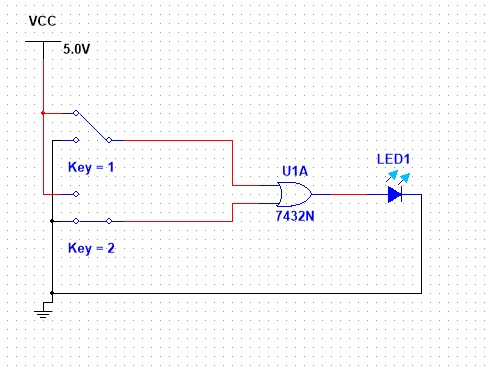 VCC
5.0V
Key = 1
U1A
LED1
7432N
Key = 2